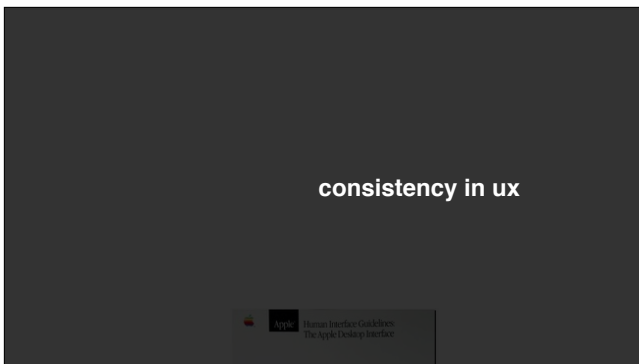 consistency in ux
Apple Human Interface Guidelines
The Apple Desktop Interface